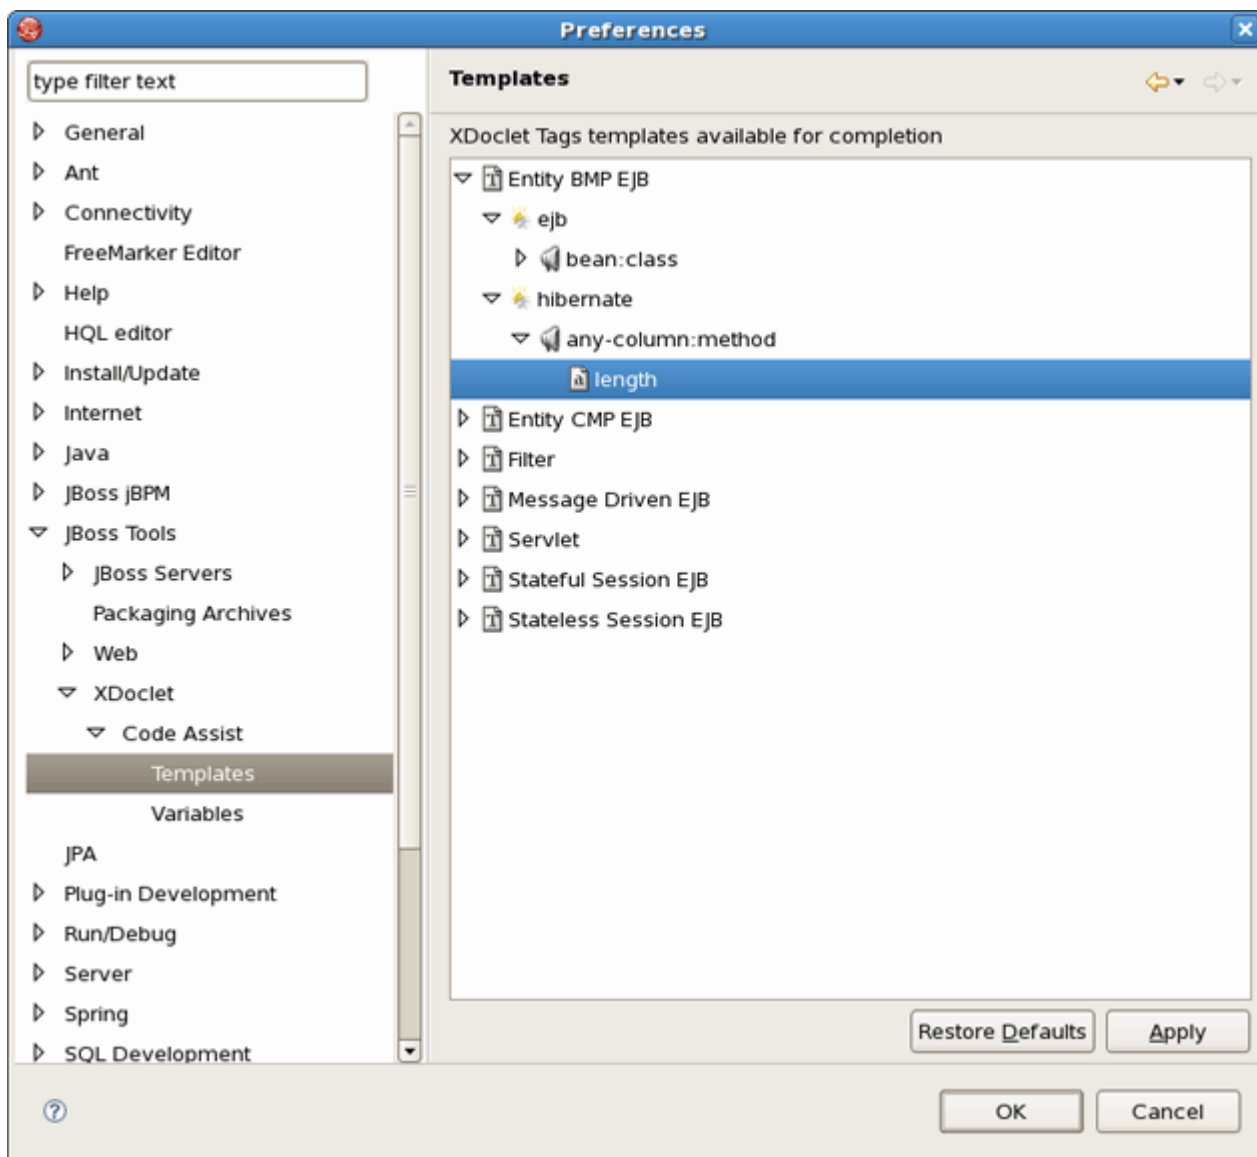 Preferences
type filter text
General
Ant
Connectivity
FreeMarker Editor
Help
HQL editor
Install/Update
Internet
Java
JBoss jBPM
JBoss Tools
JBoss Servers
Packaging Archives
Web
XDoclet
Code Assist
Templates
Variables
JPA
Plug-in Development
Run/Debug
Server
Spring
SQL Development
Templates
XDoclet Tags templates available for completion
Entity BMP EJB
ejb
bean:class
hibernate
any-column:method
length
Entity CMP EJB
Filter
Message Driven EJB
Servlet
Stateful Session EJB
Stateless Session EJB
Restore Defaults
Apply
OK
Cancel